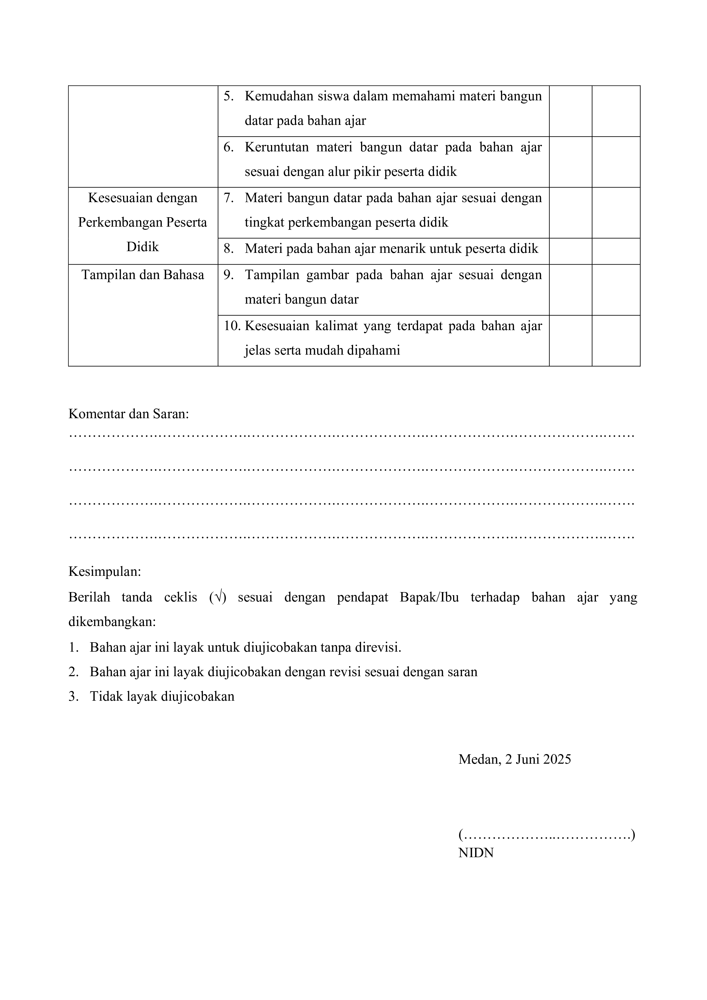 5. Kemudahan siswa dalam memahami materi bangun
datar pada bahan ajar
6. Keruntutan materi bangun datar pada bahan ajar
sesuai dengan alur pikir peserta didik
Kesesuaian dengan
Perkembangan Peserta
Didik
7. Materi bangun datar pada bahan ajar sesuai dengan
tingkat perkembangan peserta didik
8. Materi pada bahan ajar menarik untuk peserta didik
Tampilan dan Bahasa
9. Tampilan gambar pada bahan ajar sesuai dengan
materi bangun datar
10. Kesesuaian kalimat yang terdapat pada bahan ajar
jelas serta mudah dipahami
Komentar dan Saran:
……………….……………….……………….……………….……………….……………….…….
……………….……………….……………….……………….……………….……………….…….
……………….……………….……………….……………….……………….……………….…….
……………….……………….……………….……………….……………….……………….…….
Kesimpulan:
Berilah tanda ceklis (√) sesuai dengan pendapat Bapak/Ibu terhadap bahan ajar yang
dikembangkan:
1. Bahan ajar ini layak untuk diujicobakan tanpa direvisi.
2. Bahan ajar ini layak diujicobakan dengan revisi sesuai dengan saran
3. Tidak layak diujicobakan
Medan, 2 Juni 2025
(………………..…………….)
NIDN